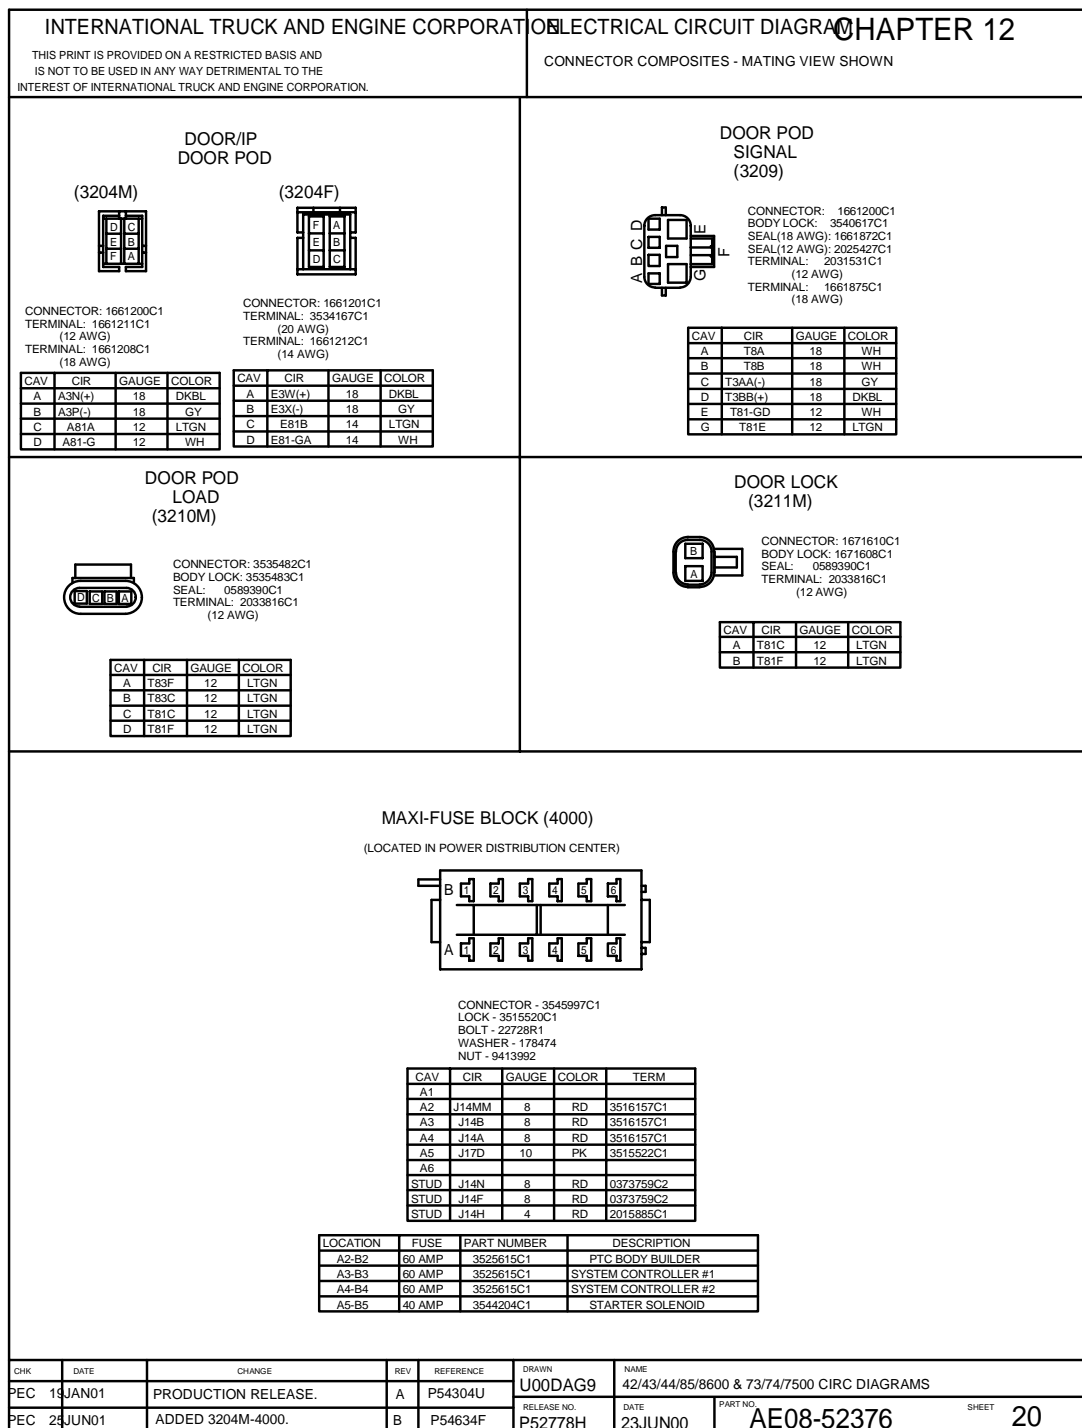 INTERNATIONAL TRUCK AND ENGINE CORPORATION
THIS PRINT IS PROVIDED ON A RESTRICTED BASIS AND
IS NOT TO BE USED IN ANY WAY DETRIMENTAL TO THE
INTEREST OF INTERNATIONAL TRUCK AND ENGINE CORPORATION.
ELECTRICAL CIRCUIT DIAGRAM
CHAPTER 12
CONNECTOR COMPOSITES - MATING VIEW SHOWN
DOOR/IP
DOOR POD
(3204M)
D C
E B
F A
CONNECTOR: 1661200C1
TERMINAL: 1661211C1
(12 AWG)
TERMINAL: 1661208C1
(18 AWG)
CAV CIR GAUGE COLOR
A A3N(+) 18 DKBL
B A3P(-) 18 GY
C A81A 12 LTGN
D A81-G 12 WH
(3204F)
F A
E B
D C
CONNECTOR: 1661201C1
TERMINAL: 3534167C1
(20 AWG)
TERMINAL: 1661212C1
(14 AWG)
CAV CIR GAUGE COLOR
A E3W(+) 18 DKBL
B E3X(-) 18 GY
C E81B 14 LTGN
D E81-GA 14 WH
DOOR POD
SIGNAL
(3209)
A B C D
E
F
G
CONNECTOR: 1661200C1
BODY LOCK: 3540617C1
SEAL(18 AWG): 1661872C1
SEAL(12 AWG): 2025427C1
TERMINAL: 2031531C1
(12 AWG)
TERMINAL: 1661875C1
(18 AWG)
CAV CIR GAUGE COLOR
A T8A 18 WH
B T8B 18 WH
C T3AA(-) 18 GY
D T3BB(+) 18 DKBL
E T81-GD 12 WH
G T81E 12 LTGN
DOOR POD
LOAD
(3210M)
D C B A
CONNECTOR: 3535482C1
BODY LOCK: 3535483C1
SEAL: 0589390C1
TERMINAL: 2033816C1
(12 AWG)
CAV CIR GAUGE COLOR
A T83F 12 LTGN
B T83C 12 LTGN
C T81C 12 LTGN
D T81F 12 LTGN
DOOR LOCK
(3211M)
B
A
CONNECTOR: 1671610C1
BODY LOCK: 1671608C1
SEAL: 0589390C1
TERMINAL: 2033816C1
(12 AWG)
CAV CIR GAUGE COLOR
A T81C 12 LTGN
B T81F 12 LTGN
MAXI-FUSE BLOCK (4000)
(LOCATED IN POWER DISTRIBUTION CENTER)
B 1 2 3 4 5 6
A 1 2 3 4 5 6
CONNECTOR - 3545997C1
LOCK - 3515520C1
BOLT - 22728R1
WASHER - 178474
NUT - 9413992
CAV CIR GAUGE COLOR TERM
A1
A2 J14MM 8 RD 3516157C1
A3 J14B 8 RD 3516157C1
A4 J14A 8 RD 3516157C1
A5 J17D 10 PK 3515522C1
A6
STUD J14N 8 RD 0373759C2
STUD J14F 8 RD 0373759C2
STUD J14H 4 RD 2015885C1
LOCATION FUSE PART NUMBER DESCRIPTION
A2-B2 60 AMP 3525615C1 PTC BODY BUILDER
A3-B3 60 AMP 3525615C1 SYSTEM CONTROLLER #1
A4-B4 60 AMP 3525615C1 SYSTEM CONTROLLER #2
A5-B5 40 AMP 3544204C1 STARTER SOLENOID
CHK DATE CHANGE REV REFERENCE
PEC 19JAN01 PRODUCTION RELEASE. A P54304U
PEC 25JUN01 ADDED 3204M-4000. B P54634F
DRAWN
U00DAG9
NAME
42/43/44/85/8600 & 73/74/7500 CIRC DIAGRAMS
RELEASE NO.
P52778H
DATE
23JUN00
PART NO.
AE08-52376
SHEET
20